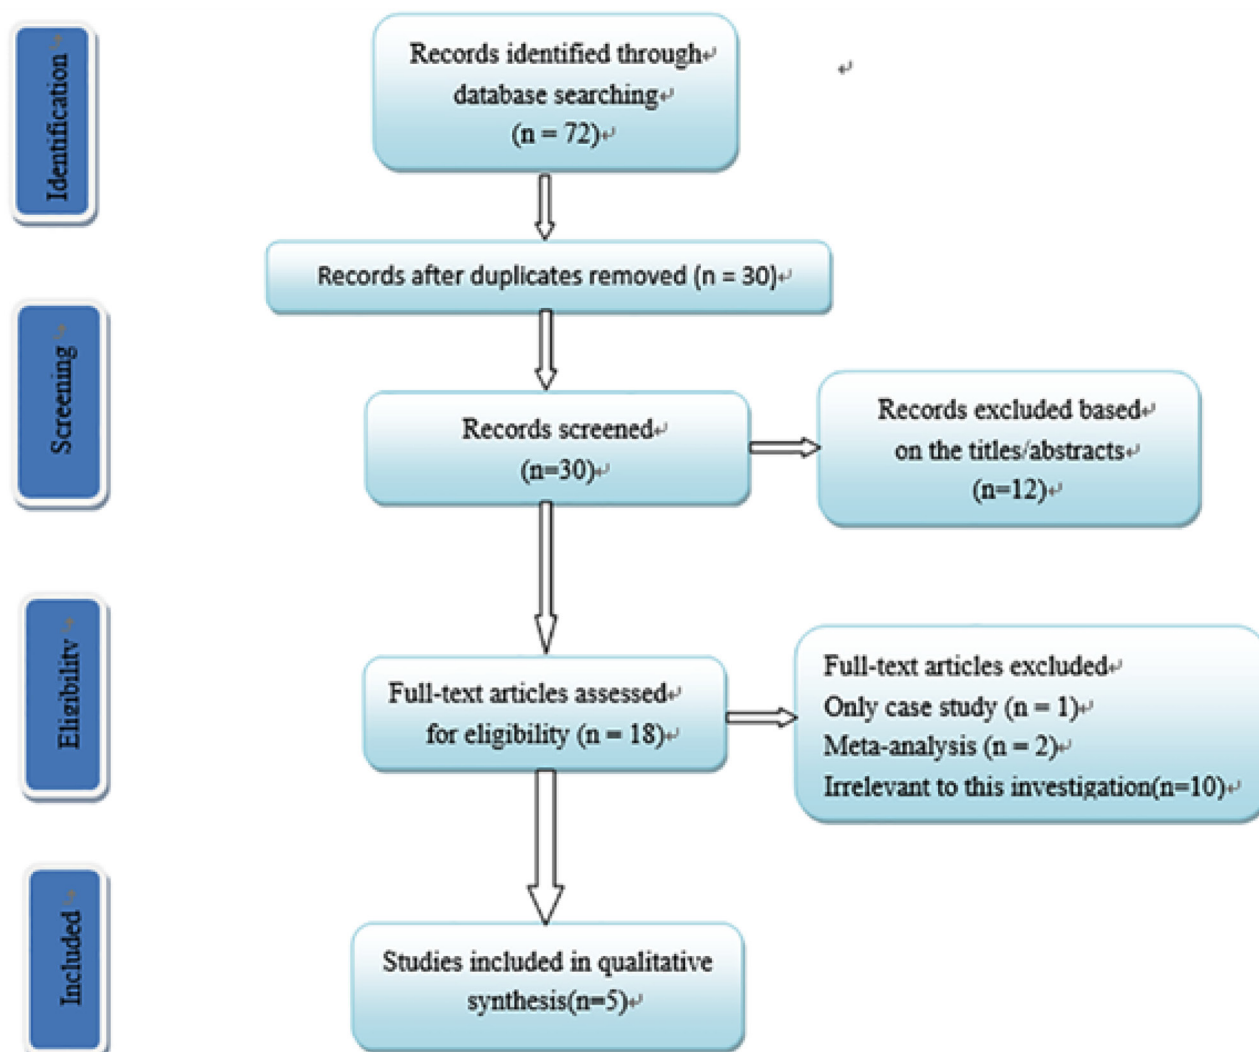 Identification
Records identified through↵
database searching↵
(n = 72)↵
↵
Records after duplicates removed (n = 30)↵
Screening
Records screened↵
(n=30)↵
Records excluded based↵
on the titles/abstracts↵
(n=12)↵
Eligibility
Full-text articles assessed↵
for eligibility (n = 18)↵
Full-text articles excluded↵
Only case study (n = 1)↵
Meta-analysis (n = 2)↵
Irrelevant to this investigation(n=10)↵
Included
Studies included in qualitative
synthesis(n=5)↵